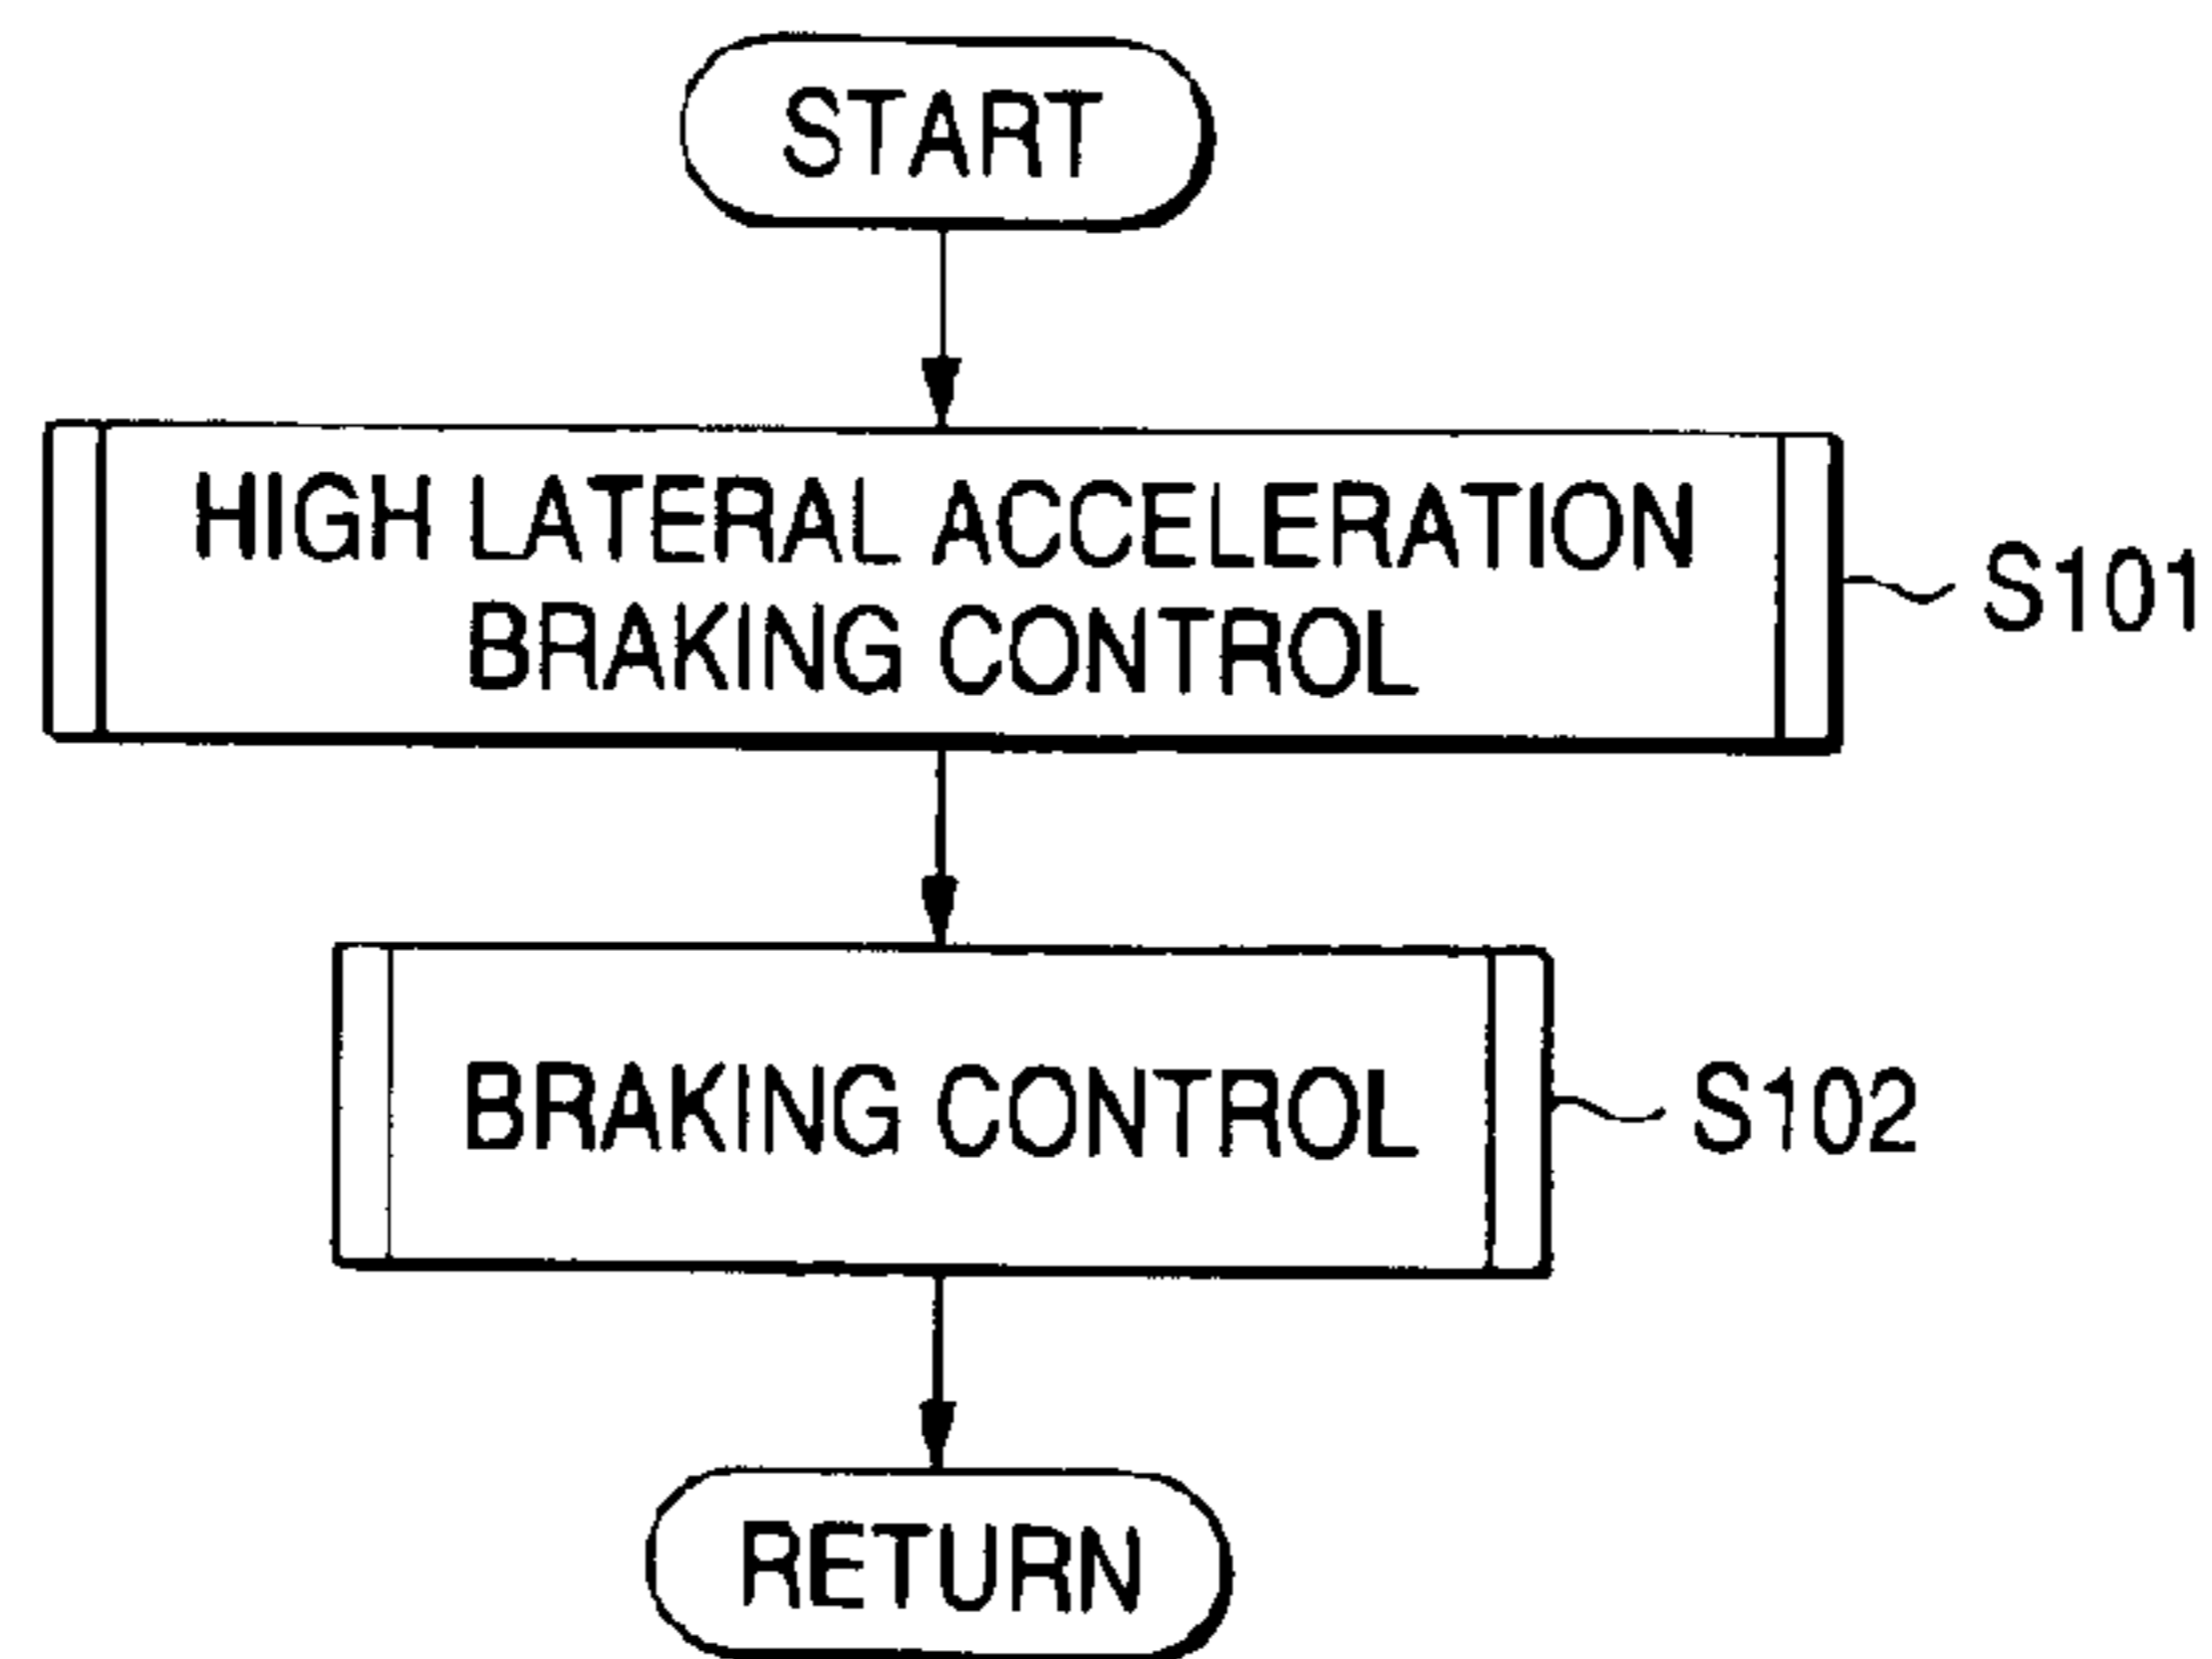 START
HIGH LATERAL ACCELERATION
BRAKING CONTROL
S101
BRAKING CONTROL
S102
RETURN